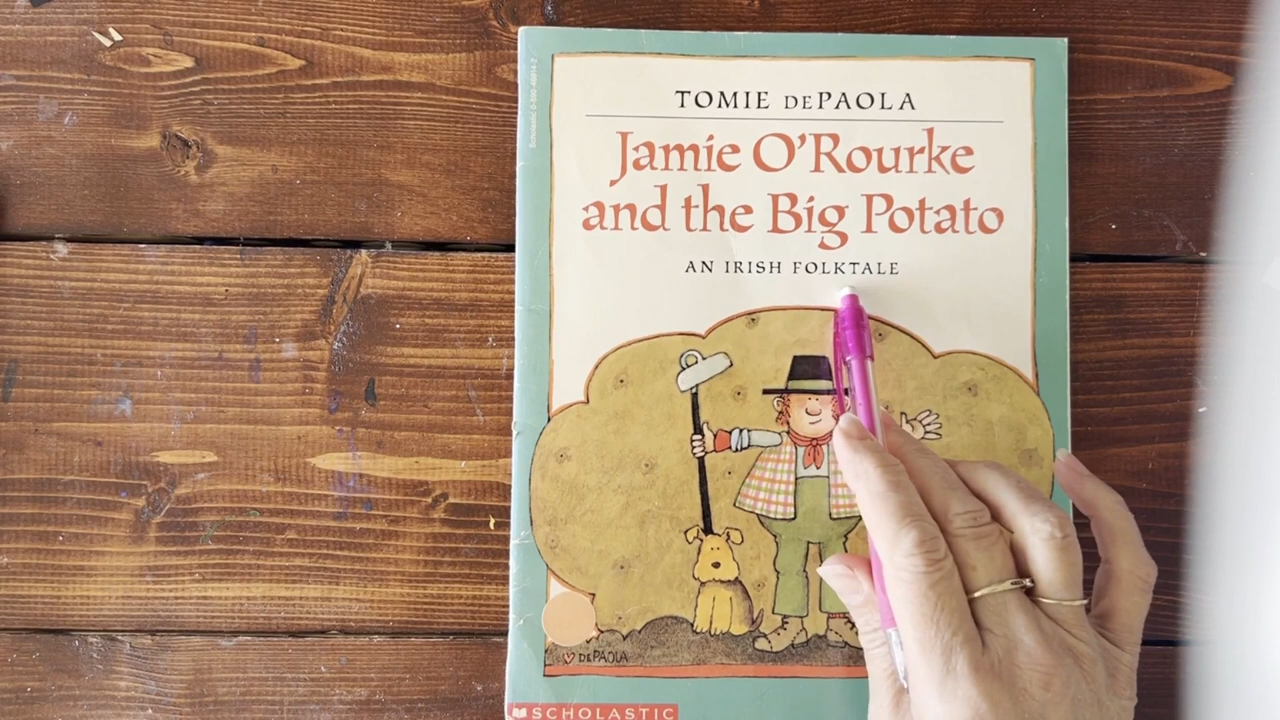 TOMIE DEPAOLA
Jamie O'Rourke
and the Big Potato
AN IRISH FOLKTALE
DEPAOLA
SCHOLASTIC